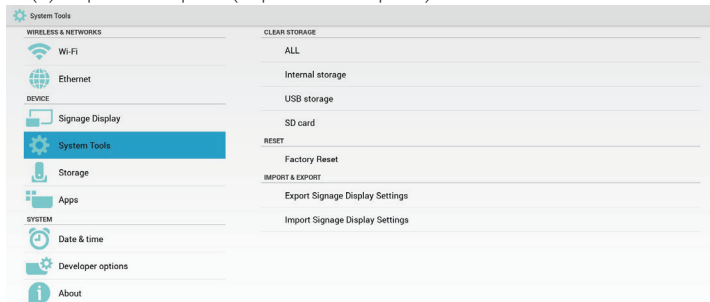 System Tools
WIRELESS & NETWORKS
Wi-Fi
Ethernet
DEVICE
Signage Display
System Tools
Storage
Apps
SYSTEM
Date & time
Developer options
About
CLEAR STORAGE
ALL
Internal storage
USB storage
SD card
RESET
Factory Reset
IMPORT & EXPORT
Export Signage Display Settings
Import Signage Display Settings